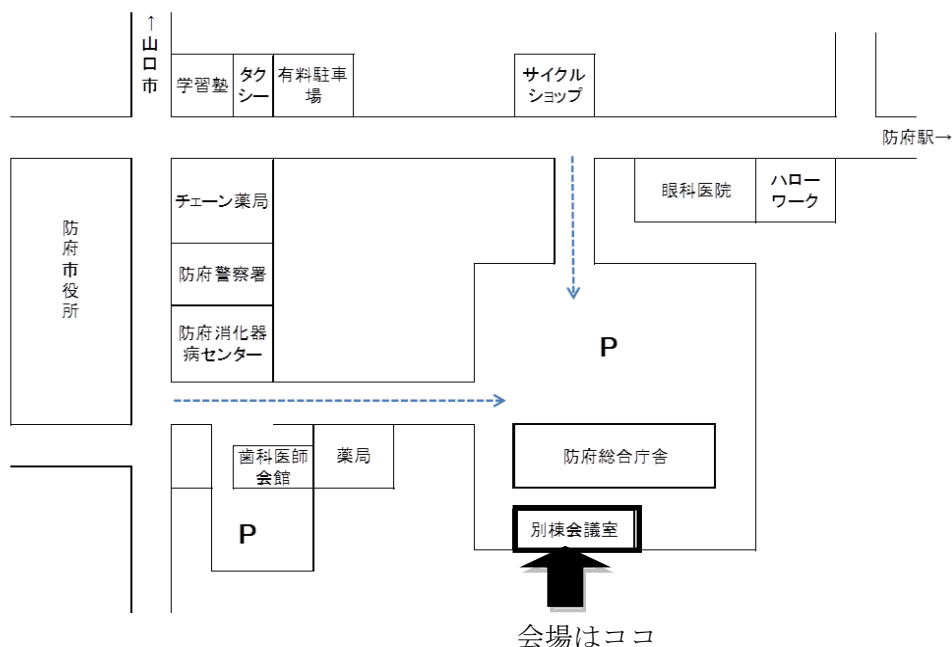 ↑山口市
学習塾
タク
シー
有料駐車
場
サイクル
ショップ
防府駅→
防府市役所
チェーン薬局
眼科医院
ハロー
ワーク
防府警察署
防府消化器
病センター
P
歯科医師
会館
薬局
防府総合庁舎
P
別棟会議室
会場はココ